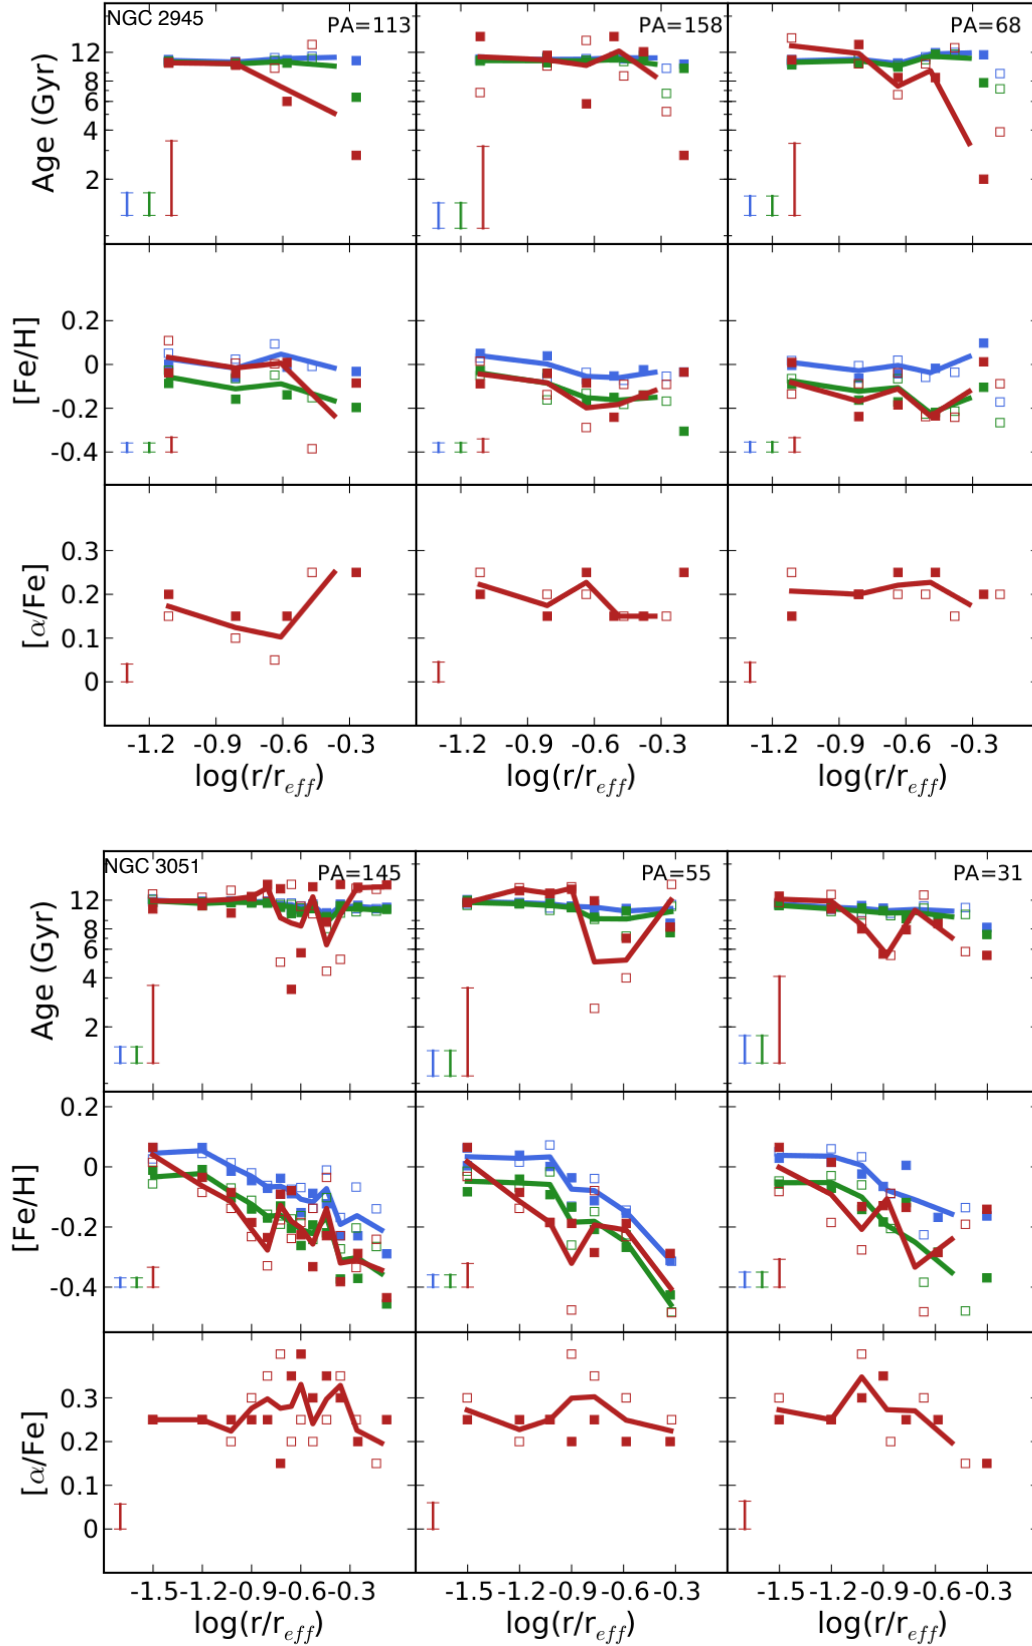 NGC 2945
PA=113
PA=158
PA=68
Age (Gyr)
12
8
6
4
2
[Fe/H]
0.2
0
-0.2
-0.4
[α/Fe]
0.3
0.2
0.1
0
-1.2 -0.9 -0.6 -0.3
-1.2 -0.9 -0.6 -0.3
-1.2 -0.9 -0.6 -0.3
log(r/r_eff)
log(r/r_eff)
log(r/r_eff)
NGC 3051
PA=145
PA=55
PA=31
Age (Gyr)
12
8
6
4
2
[Fe/H]
0.2
0
-0.2
-0.4
[α/Fe]
0.3
0.2
0.1
0
-1.5-1.2-0.9-0.6-0.3
-1.5-1.2-0.9-0.6-0.3
-1.5-1.2-0.9-0.6-0.3
log(r/r_eff)
log(r/r_eff)
log(r/r_eff)